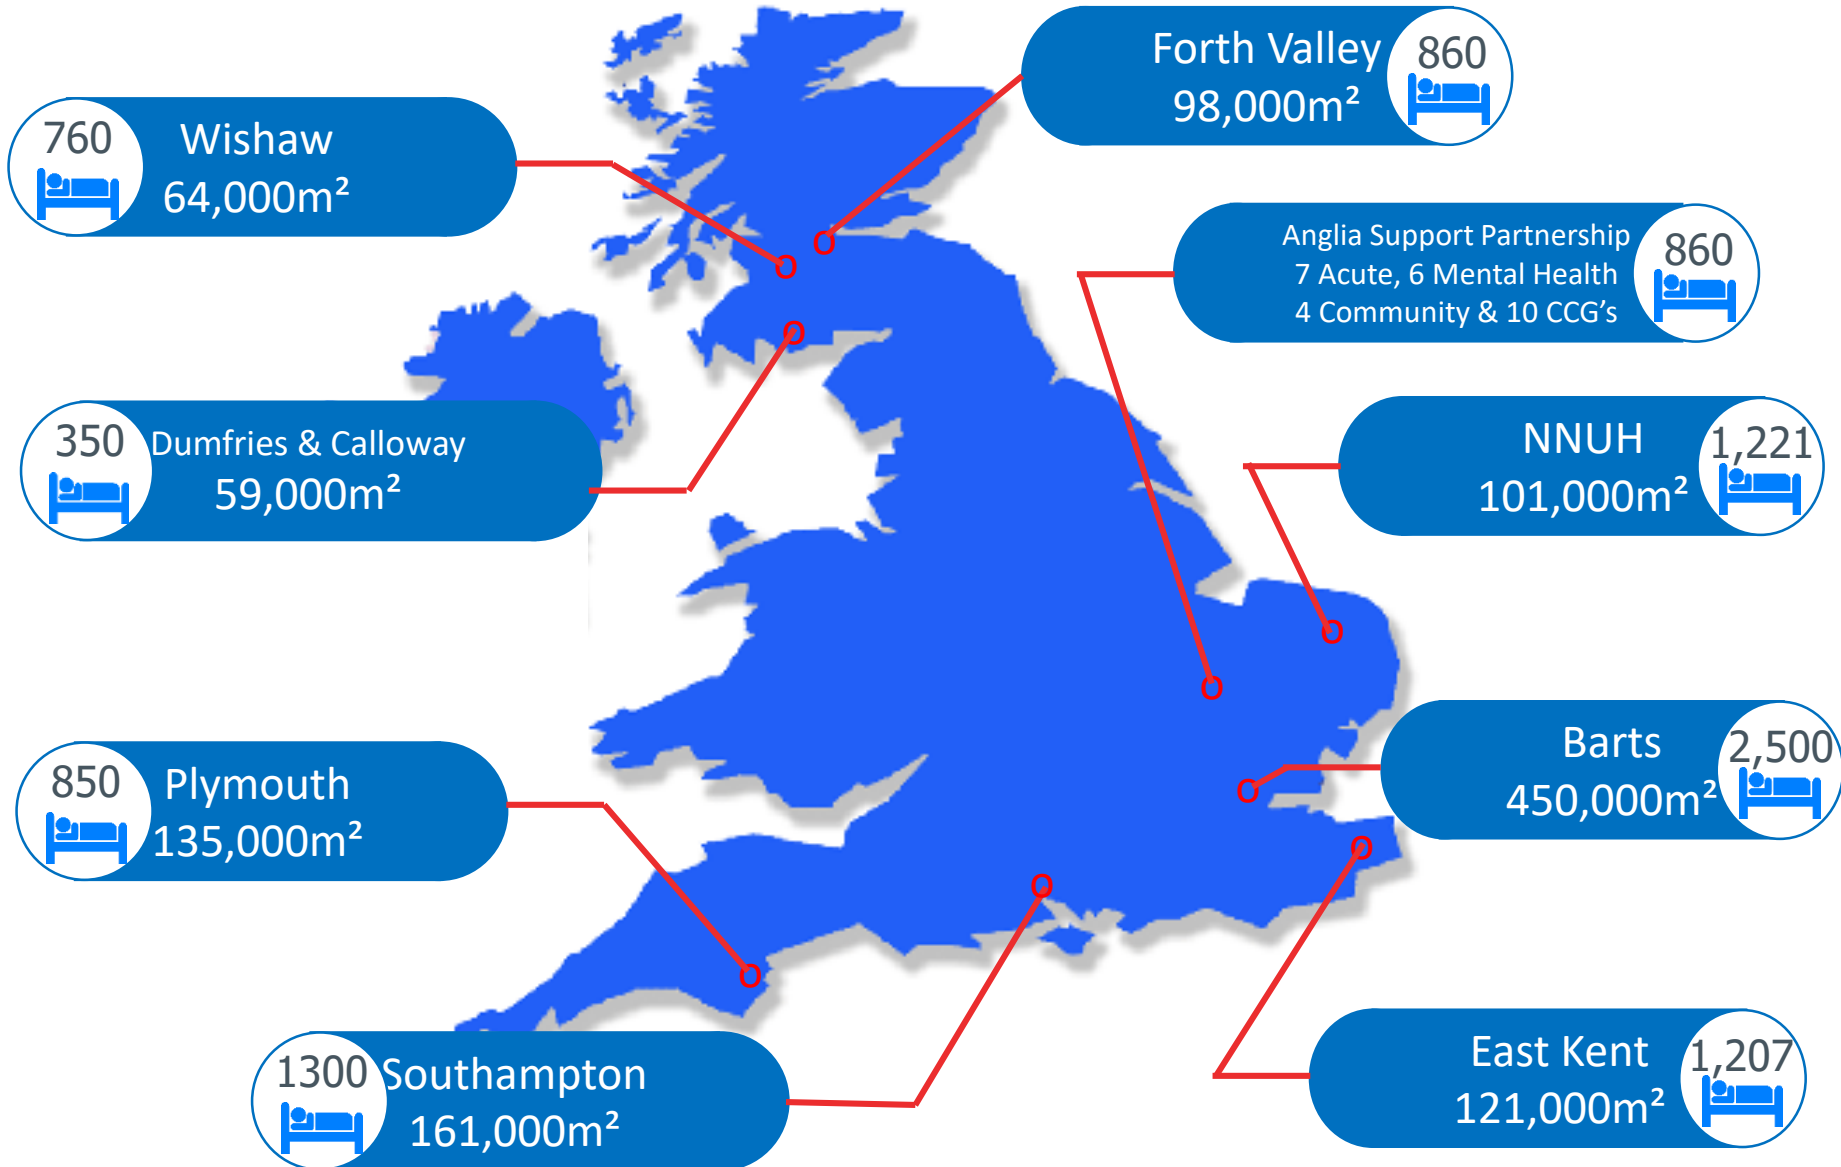 Forth Valley
98,000m²
860
760
Wishaw
64,000m²
Anglia Support Partnership
7 Acute, 6 Mental Health
4 Community & 10 CCG’s
860
350
Dumfries & Calloway
59,000m²
NNUH
101,000m²
1,221
850
Plymouth
135,000m²
Barts
450,000m²
2,500
1300
Southampton
161,000m²
East Kent
121,000m²
1,207